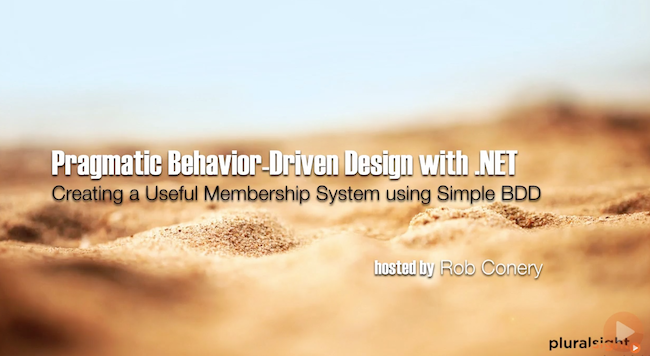 Pragmatic Behavior-Driven Design with .NET
Creating a Useful Membership System using Simple BDD
hosted by Rob Conery
pluralsight